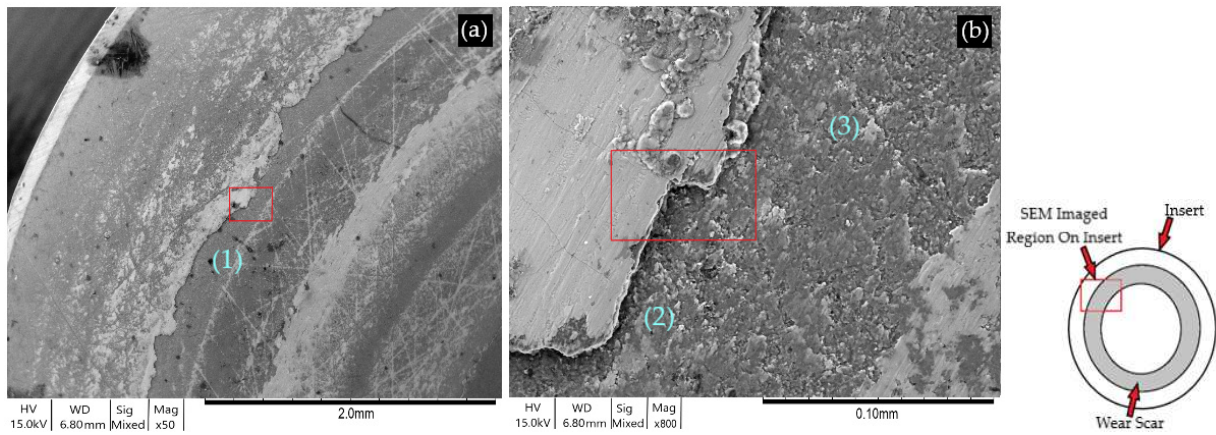 (a)
(1)
HV WD Sig Mag
15.0kV 6.80mm Mixed x50
2.0mm
(b)
(3)
(2)
HV WD Sig Mag
15.0kV 6.80mm Mixed x800
0.10mm
SEM Imaged
Region On Insert
Insert
Wear Scar